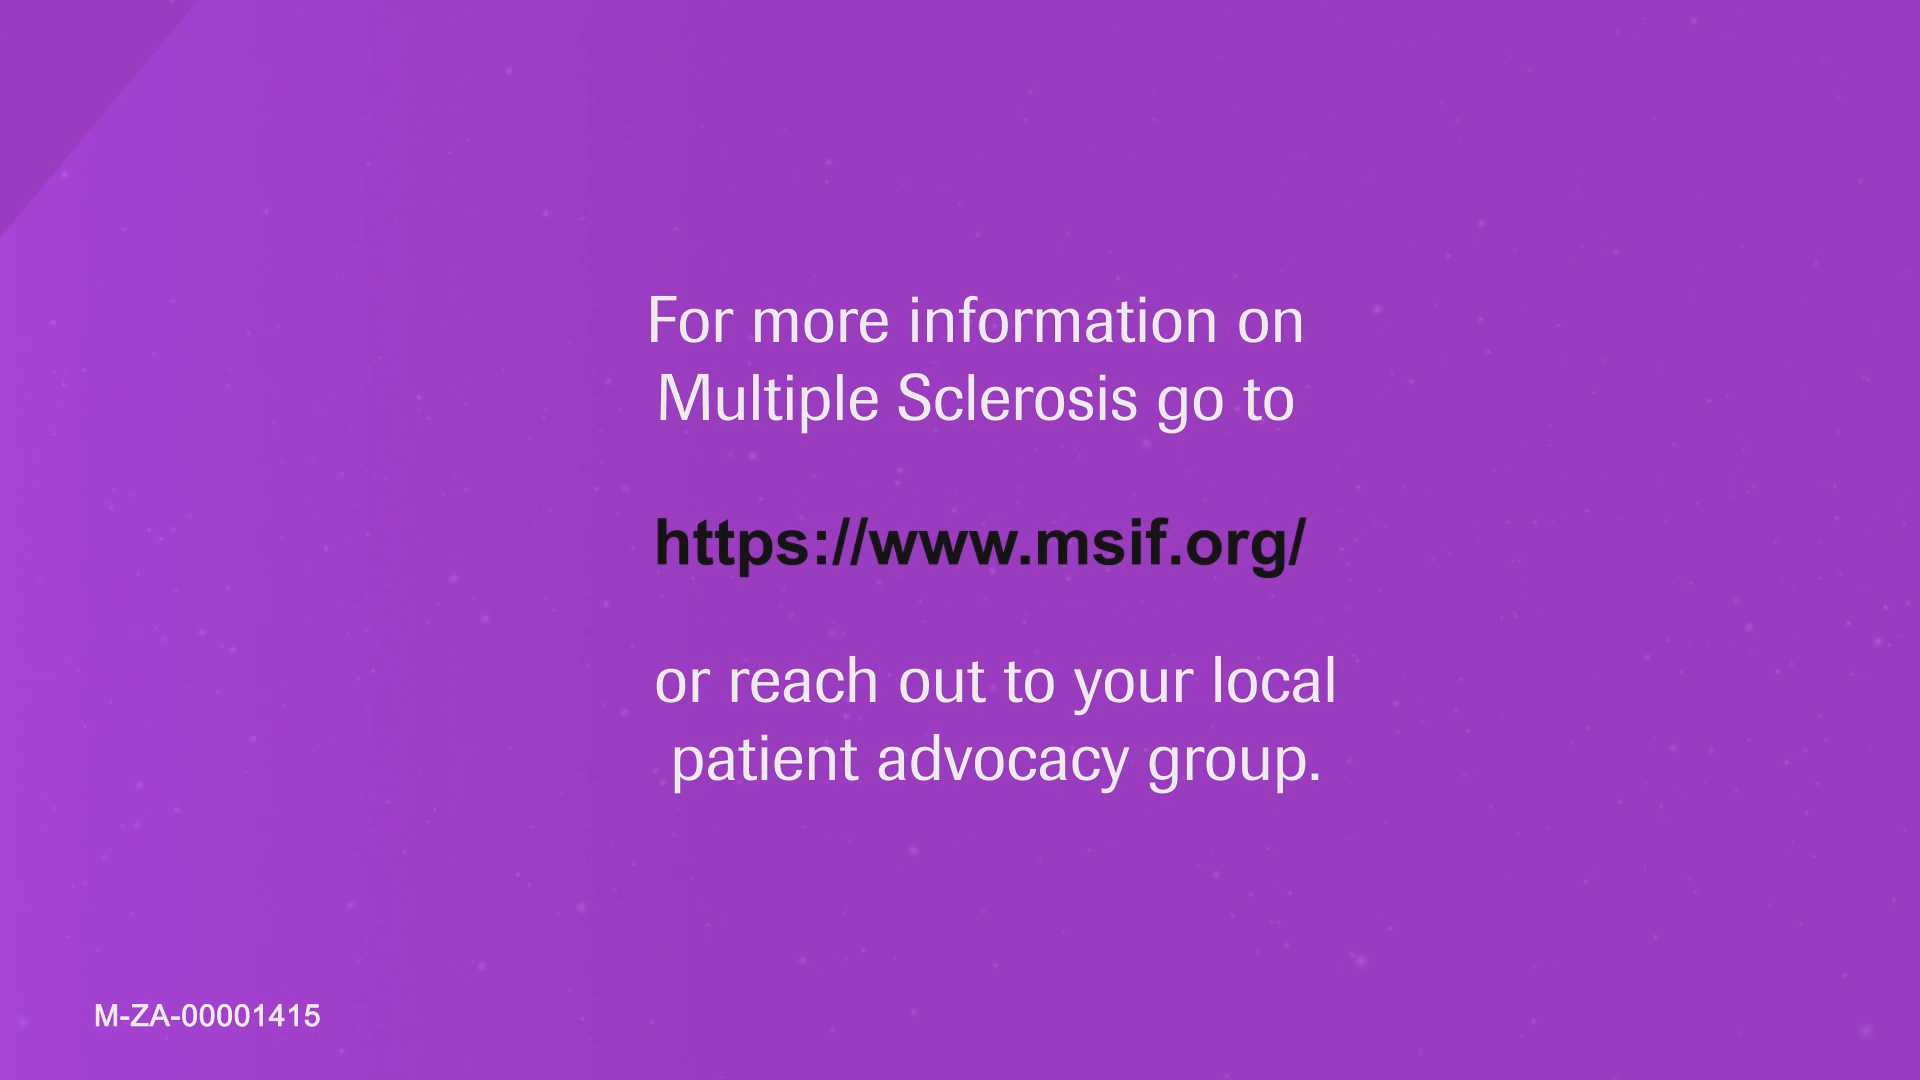 For more information on
Multiple Sclerosis go to
https://www.msif.org/
or reach out to your local
patient advocacy group.
M-ZA-00001415